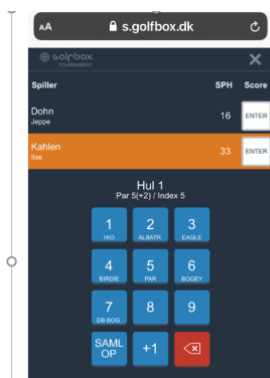 AA s.golfbox.dk
golfbox
TOURNAMENT
Spiller SPH Score
Dohn
Jeppe
16 ENTER
Kahlen
Ilse
33 ENTER
Hul 1
Par 5(+2) / Index 5
1 2 3
HIO ALBATR. EAGLE
4 5 6
BIRDIE PAR BOGEY
7 8 9
DB BOG.
SAML
OP
+1